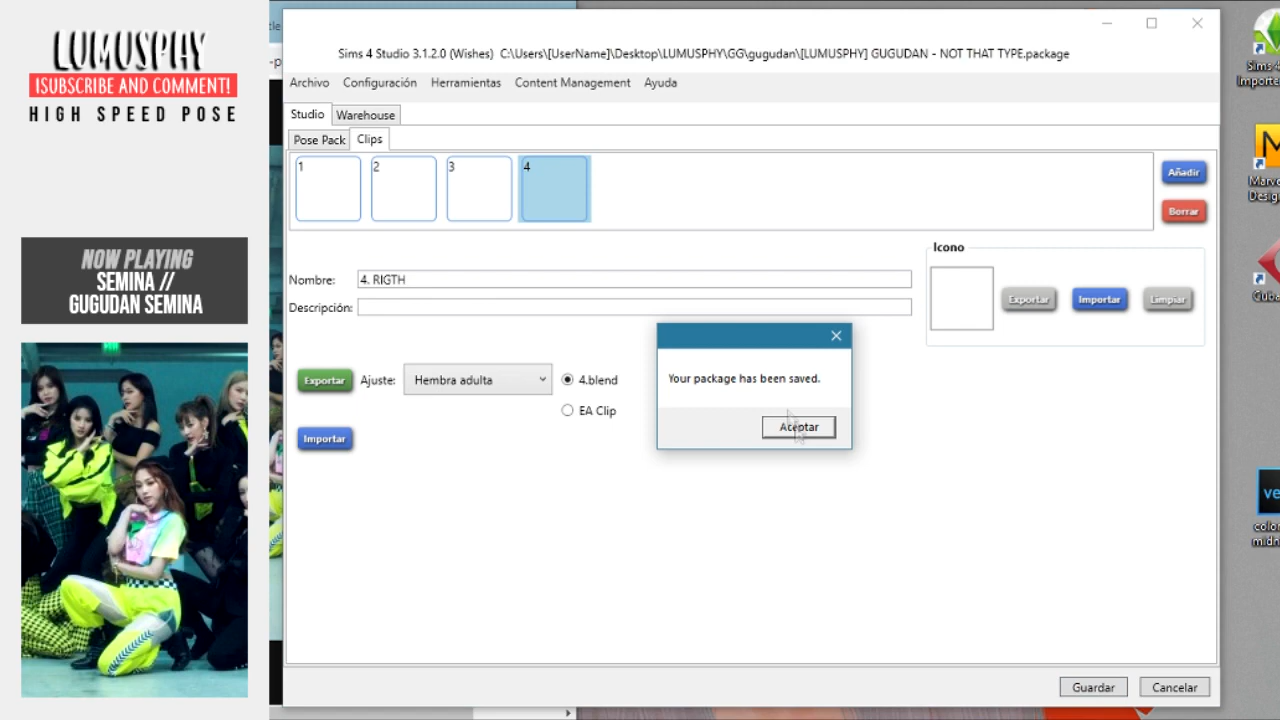 LUMUSPHY
!SUBSCRIBE AND COMMENT!
HIGH SPEED POSE
NOW PLAYING
SEMINA //
GUGUDAN SEMINA
Sims 4 Studio 3.1.2.0 (Wishes) C:\Users\[UserName]\Desktop\LUMUSPHY\GG\gugudan\[LUMUSPHY] GUGUDAN - NOT THAT TYPE.package
Archivo Configuración Herramientas Content Management Ayuda
Studio Warehouse
Pose Pack Clips
1 2 3 4
Añadir
Borrar
Icono
Nombre: 4. RIGTH
Descripción:
Exportar Importar Limpiar
Your package has been saved.
Aceptar
Exportar Ajuste: Hembra adulta 4.blend
EA Clip
Importar
Guardar Cancelar
Sims 4